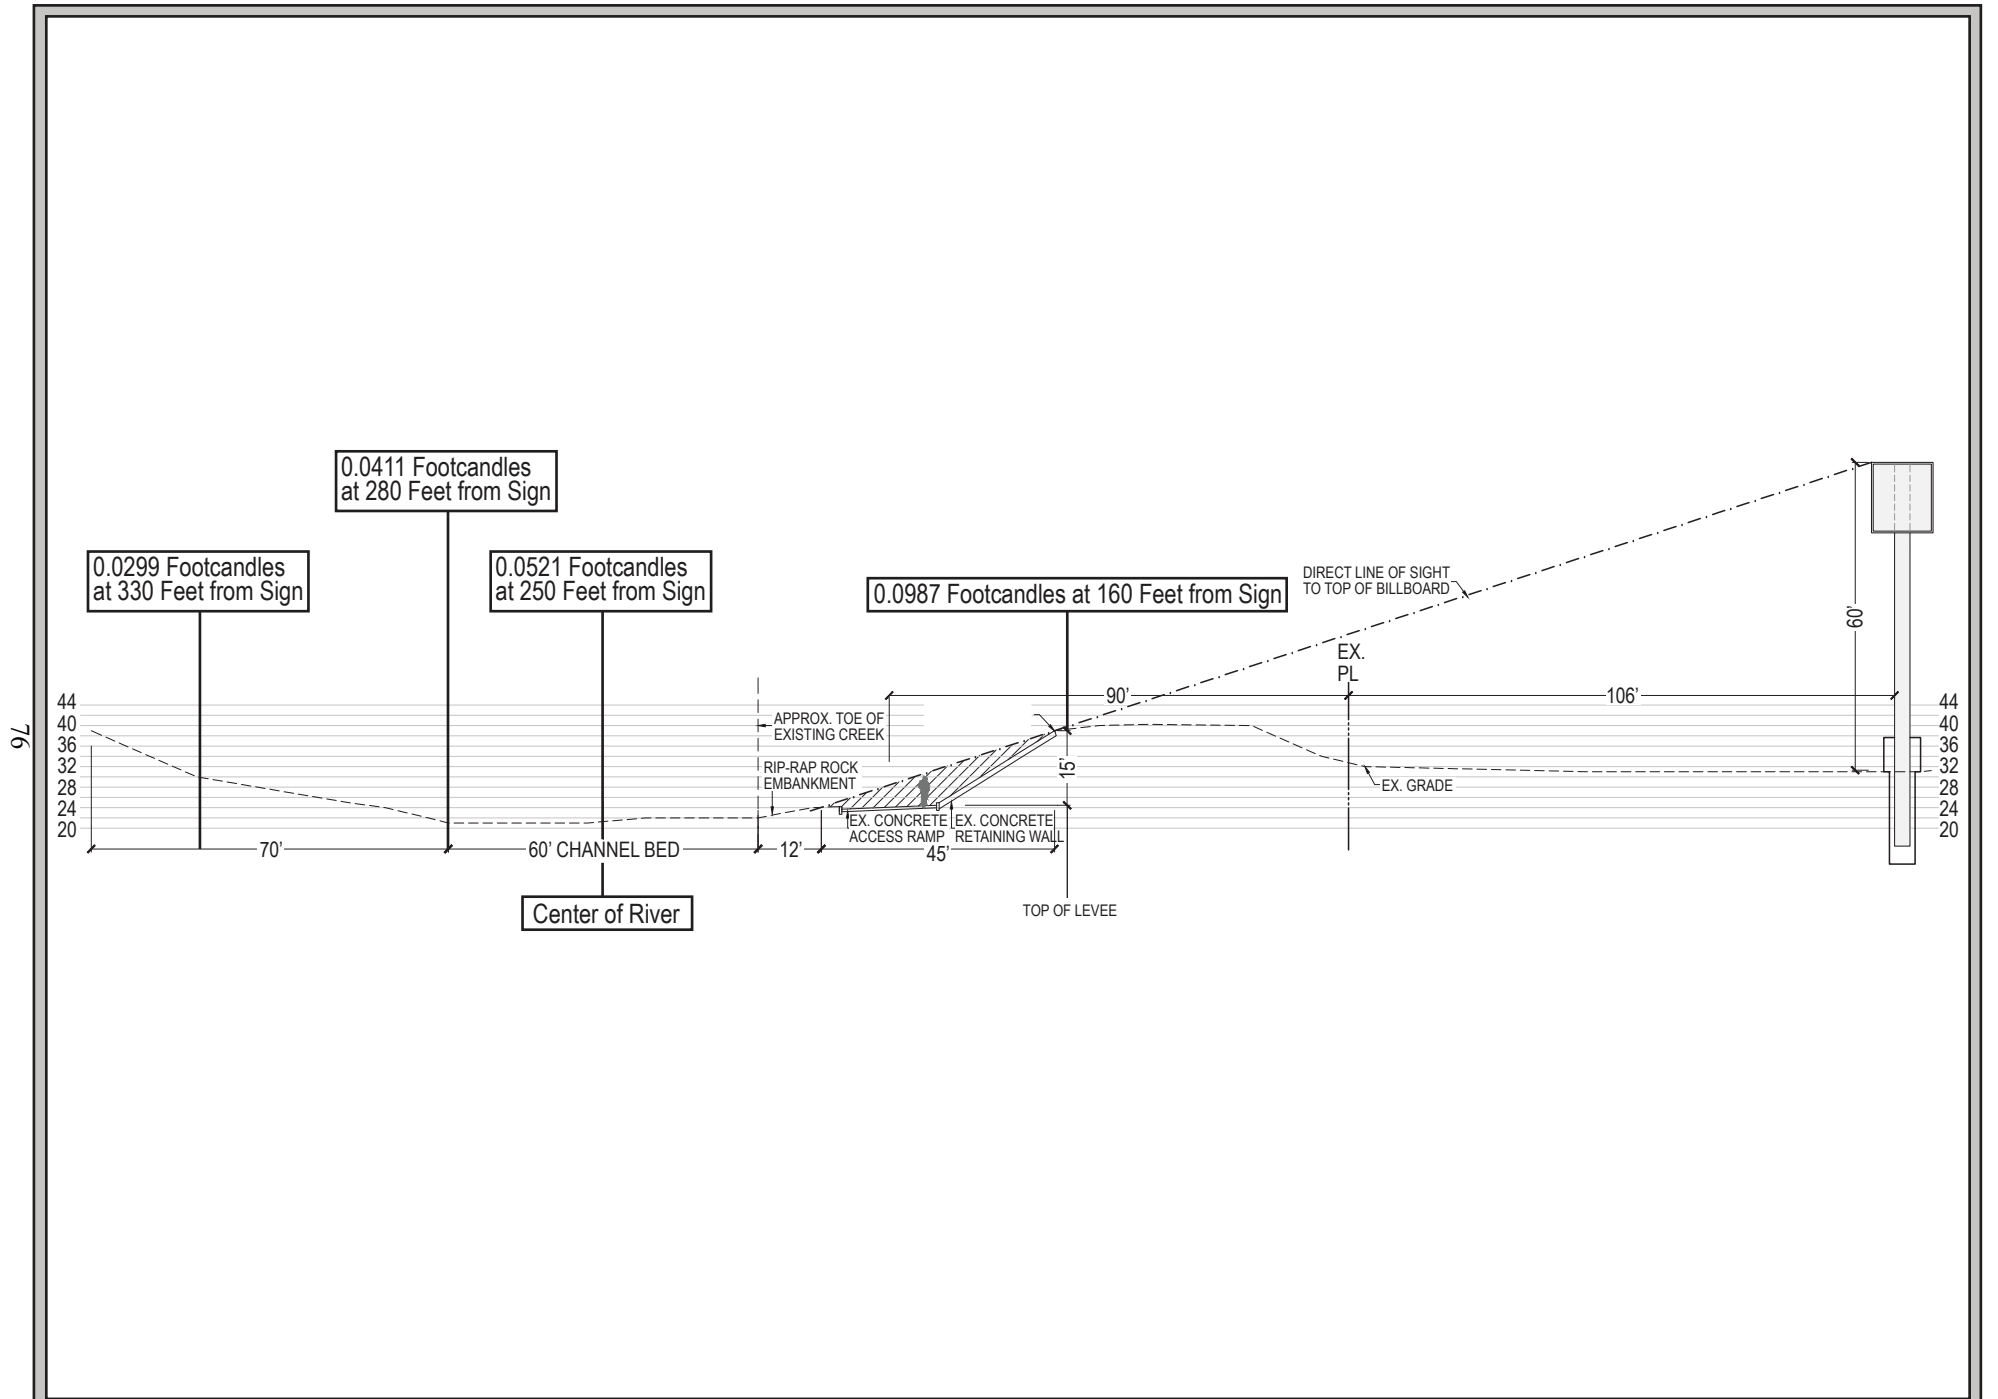 0.0411 Footcandles
at 280 Feet from Sign
0.0299 Footcandles
at 330 Feet from Sign
0.0521 Footcandles
at 250 Feet from Sign
0.0987 Footcandles at 160 Feet from Sign
DIRECT LINE OF SIGHT
TO TOP OF BILLBOARD
60'
EX.
PL
90'
106'
44
40
36
32
28
24
20
APPROX. TOE OF
EXISTING CREEK
RIP-RAP ROCK
EMBANKMENT
15'
EX. GRADE
44
40
36
32
28
24
20
EX. CONCRETE
ACCESS RAMP
EX. CONCRETE
RETAINING WALL
70'
60' CHANNEL BED
12'
45'
Center of River
TOP OF LEVEE
76